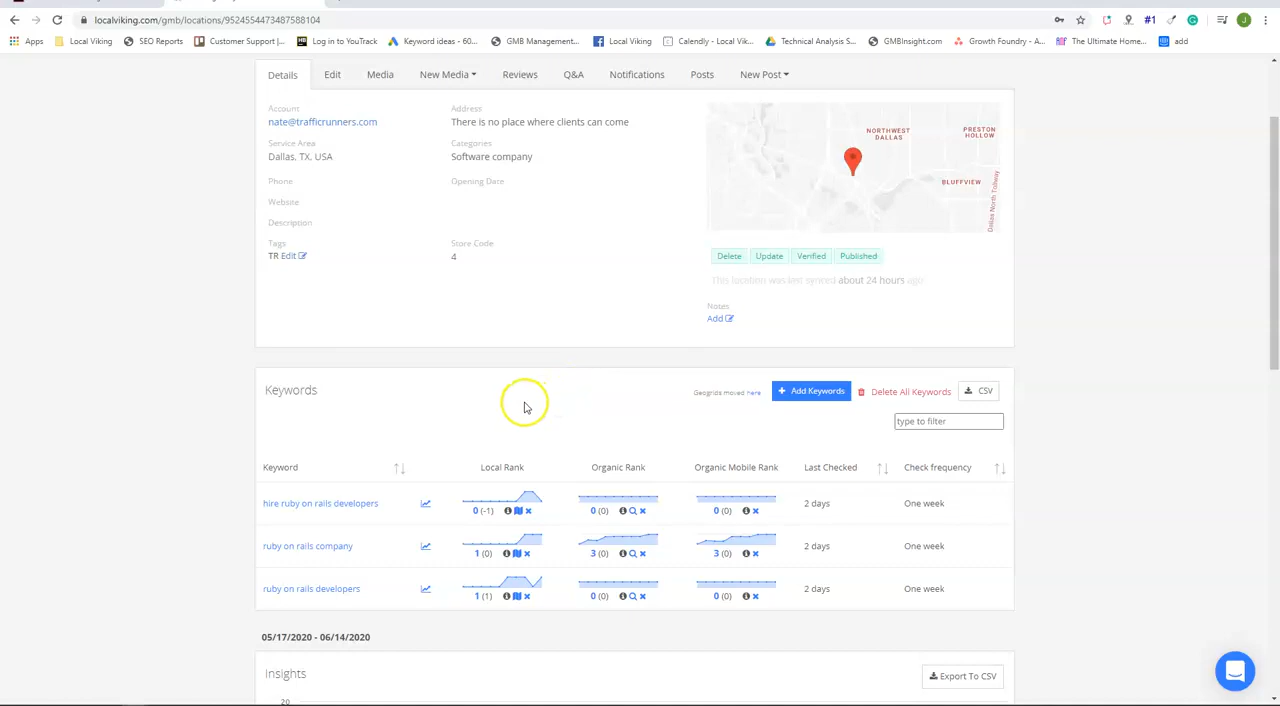 localviking.com/gmb/locations/9524554473487588104
#1
J
Apps
Local Viking
SEO Reports
Customer Support |...
Log in to YouTrack
Keyword ideas - 60...
GMB Management...
Local Viking
Calendly - Local Vik...
Technical Analysis S...
GMBInsight.com
Growth Foundry - A...
The Ultimate Home...
add
Details
Edit
Media
New Media
Reviews
Q&A
Notifications
Posts
New Post
Account
nate@trafficrunners.com
Address
There is no place where clients can come
Service Area
Dallas, TX, USA
Categories
Software company
Phone
Opening Date
Website
Description
Tags
TR Edit
Store Code
4
NORTHWEST
DALLAS
PRESTON
HOLLOW
BLUFFVIEW
Dallas North Tollway
Delete
Update
Verified
Published
This location was last synced about 24 hours ago
Notes
Add
Keywords
Geogrids moved here
+ Add Keywords
Delete All Keywords
CSV
type to filter
Keyword
Local Rank
Organic Rank
Organic Mobile Rank
Last Checked
Check frequency
hire ruby on rails developers
0 (-1)
0 (0)
0 (0)
2 days
One week
ruby on rails company
1 (0)
3 (0)
3 (0)
2 days
One week
ruby on rails developers
1 (1)
0 (0)
0 (0)
2 days
One week
05/17/2020 - 06/14/2020
Insights
Export To CSV
20